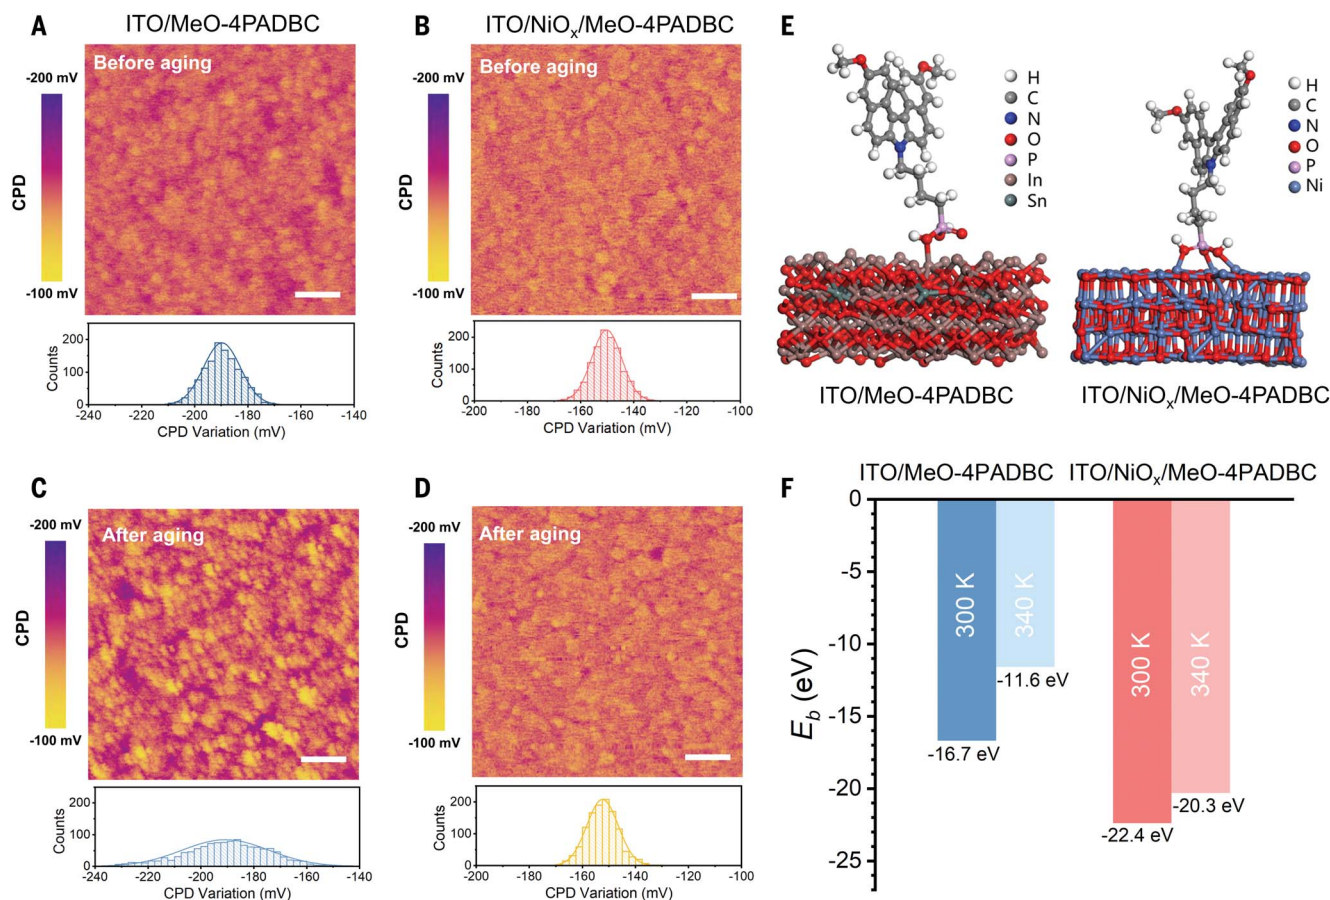 A
ITO/MeO-4PADBC
Before aging
-200 mV
CPD
-100 mV
Counts
200
100
0
-240 -220 -200 -180 -160 -140
CPD Variation (mV)
B
ITO/NiOx/MeO-4PADBC
Before aging
-200 mV
-100 mV
Counts
200
100
0
-200 -180 -160 -140 -120 -100
CPD Variation (mV)
C
After aging
-200 mV
CPD
-100 mV
Counts
200
100
0
-240 -220 -200 -180 -160 -140
CPD Variation (mV)
D
After aging
-200 mV
CPD
-100 mV
Counts
200
100
0
-200 -180 -160 -140 -120 -100
CPD Variation (mV)
E
H
C
N
O
P
In
Sn
ITO/MeO-4PADBC
H
C
N
O
P
Ni
ITO/NiOx/MeO-4PADBC
F
ITO/MeO-4PADBC
ITO/NiOx/MeO-4PADBC
Eb (eV)
0
-5
-10
-15
-20
-25
300 K
340 K
300 K
340 K
-11.6 eV
-16.7 eV
-20.3 eV
-22.4 eV